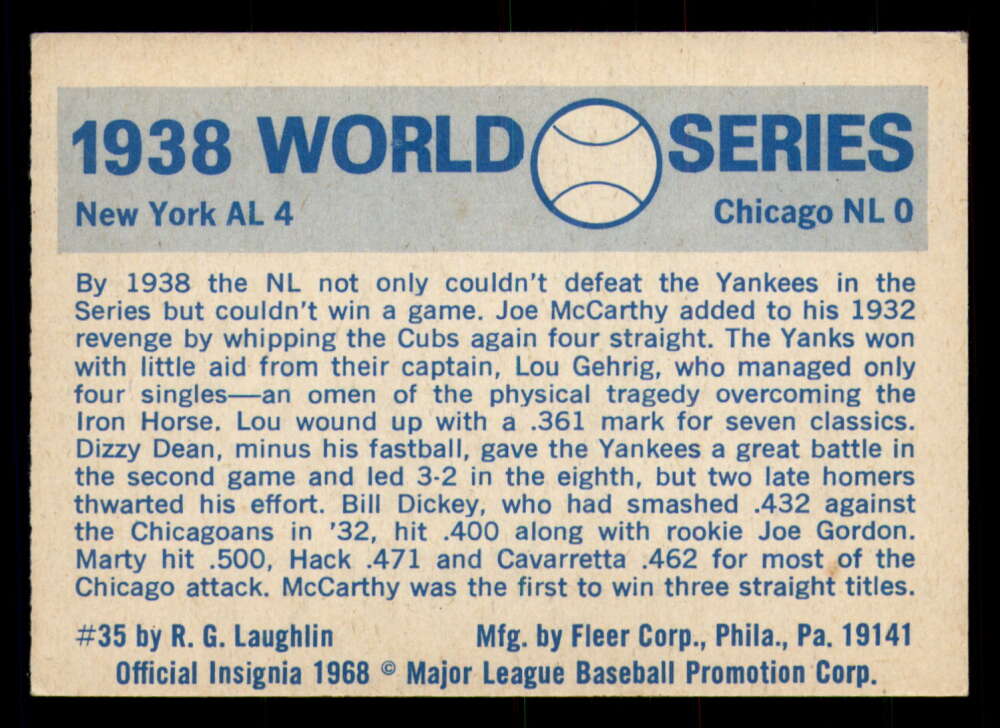 1938 WORLD SERIES
New York AL 4 Chicago NL 0
By 1938 the NL not only couldn't defeat the Yankees in the
Series but couldn't win a game. Joe McCarthy added to his 1932
revenge by whipping the Cubs again four straight. The Yanks won
with little aid from their captain, Lou Gehrig, who managed only
four singles—an omen of the physical tragedy overcoming the
Iron Horse. Lou wound up with a .361 mark for seven classics.
Dizzy Dean, minus his fastball, gave the Yankees a great battle in
the second game and led 3-2 in the eighth, but two late homers
thwarted his effort. Bill Dickey, who had smashed .432 against
the Chicagoans in '32, hit .400 along with rookie Joe Gordon.
Marty hit .500, Hack .471 and Cavarretta .462 for most of the
Chicago attack. McCarthy was the first to win three straight titles.
#35 by R. G. Laughlin Mfg. by Fleer Corp., Phila., Pa. 19141
Official Insignia 1968 © Major League Baseball Promotion Corp.